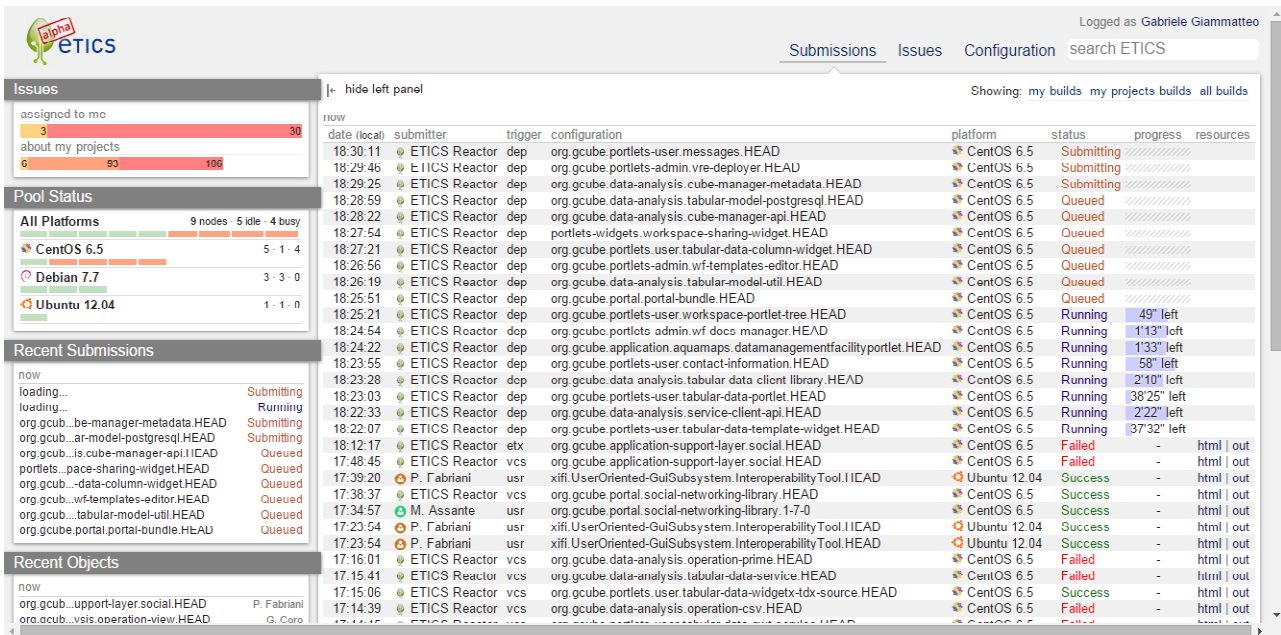 Logged as Gabriele Giammatteo
alpha
eTICS
Submissions Issues Configuration search ETICS
Issues
assigned to me
3 30
about my projects
6 93 106
Pool Status
All Platforms 9 nodes · 5 idle · 4 busy
CentOS 6.5 5 · 1 · 4
Debian 7.7 3 · 3 · 0
Ubuntu 12.04 1 · 1 · 0
Recent Submissions
now
loading... Submitting
loading... Running
org.gcub...be-manager-metadata.HEAD Submitting
org.gcub...ar-model-postgresql.HEAD Submitting
org.gcub...is.cube-manager-api.HEAD Queued
portlets...pace-sharing-widget.HEAD Queued
org.gcub...-data-column-widget.HEAD Queued
org.gcub...wf-templates-editor.HEAD Queued
org.gcub....tabular-model-util.HEAD Queued
org.gcube.portal.portal-bundle.HEAD Queued
Recent Objects
now
org.gcub...upport-layer.social.HEAD P. Fabriani
org.gcub...ysis.operation-view.HEAD G. Coro
hide left panel
Showing: my builds my projects builds all builds
now
date (local) submitter trigger configuration platform status progress resources
18:30:11 ETICS Reactor dep org.gcube.portlets-user.messages.HEAD CentOS 6.5 Submitting
18:29:46 ETICS Reactor dep org.gcube.portlets-admin.vre-deployer.HEAD CentOS 6.5 Submitting
18:29:25 ETICS Reactor dep org.gcube.data-analysis.cube-manager-metadata.HEAD CentOS 6.5 Submitting
18:28:59 ETICS Reactor dep org.gcube.data-analysis.tabular-model-postgresql.HEAD CentOS 6.5 Queued
18:28:22 ETICS Reactor dep org.gcube.data-analysis.cube-manager-api.HEAD CentOS 6.5 Queued
18:27:54 ETICS Reactor dep portlets-widgets.workspace-sharing-widget.HEAD CentOS 6.5 Queued
18:27:21 ETICS Reactor dep org.gcube.portlets-user.tabular-data-column-widget.HEAD CentOS 6.5 Queued
18:26:56 ETICS Reactor dep org.gcube.portlets-admin.wf-templates-editor.HEAD CentOS 6.5 Queued
18:26:19 ETICS Reactor dep org.gcube.data-analysis.tabular-model-util.HEAD CentOS 6.5 Queued
18:25:51 ETICS Reactor dep org.gcube.portal.portal-bundle.HEAD CentOS 6.5 Queued
18:25:21 ETICS Reactor dep org.gcube.portlets-user.workspace-portlet-tree.HEAD CentOS 6.5 Running 49" left
18:24:54 ETICS Reactor dep org.gcube.portlets-admin.wf-docs-manager.HEAD CentOS 6.5 Running 1'13" left
18:24:22 ETICS Reactor dep org.gcube.application.aquamaps.datamanagementfacilityportlet.HEAD CentOS 6.5 Running 1'33" left
18:23:55 ETICS Reactor dep org.gcube.portlets-user.contact-information.HEAD CentOS 6.5 Running 58" left
18:23:28 ETICS Reactor dep org.gcube.data-analysis.tabular-data-client-library.HEAD CentOS 6.5 Running 2'10" left
18:23:03 ETICS Reactor dep org.gcube.portlets-user.tabular-data-portlet.HEAD CentOS 6.5 Running 38'25" left
18:22:33 ETICS Reactor dep org.gcube.data-analysis.service-client-api.HEAD CentOS 6.5 Running 2'22" left
18:22:07 ETICS Reactor dep org.gcube.portlets-user.tabular-data-template-widget.HEAD CentOS 6.5 Running 37'32" left
18:12:17 ETICS Reactor etx org.gcube.application-support-layer.social.HEAD CentOS 6.5 Failed - html | out
17:48:45 ETICS Reactor vcs org.gcube.application-support-layer.social.HEAD CentOS 6.5 Failed - html | out
17:39:20 P. Fabriani usr xifi.UserOriented-GuiSubsystem.InteroperabilityTool.HEAD Ubuntu 12.04 Success - html | out
17:38:37 ETICS Reactor vcs org.gcube.portal.social-networking-library.HEAD CentOS 6.5 Success - html | out
17:34:57 M. Assante usr org.gcube.portal.social-networking-library.1-7-0 CentOS 6.5 Success - html | out
17:23:54 P. Fabriani usr xifi.UserOriented-GuiSubsystem.InteroperabilityTool.HEAD Ubuntu 12.04 Success - html | out
17:23:54 P. Fabriani usr xifi.UserOriented-GuiSubsystem.InteroperabilityTool.HEAD Ubuntu 12.04 Success - html | out
17:16:01 ETICS Reactor vcs org.gcube.data-analysis.operation-prime.HEAD CentOS 6.5 Failed - html | out
17:15:41 ETICS Reactor vcs org.gcube.data-analysis.tabular-data-service.HEAD CentOS 6.5 Failed - html | out
17:15:06 ETICS Reactor vcs org.gcube.portlets.user.tabular-data-widgetx-tdx-source.HEAD CentOS 6.5 Success - html | out
17:14:39 ETICS Reactor vcs org.gcube.data-analysis.operation-csv.HEAD CentOS 6.5 Failed - html | out